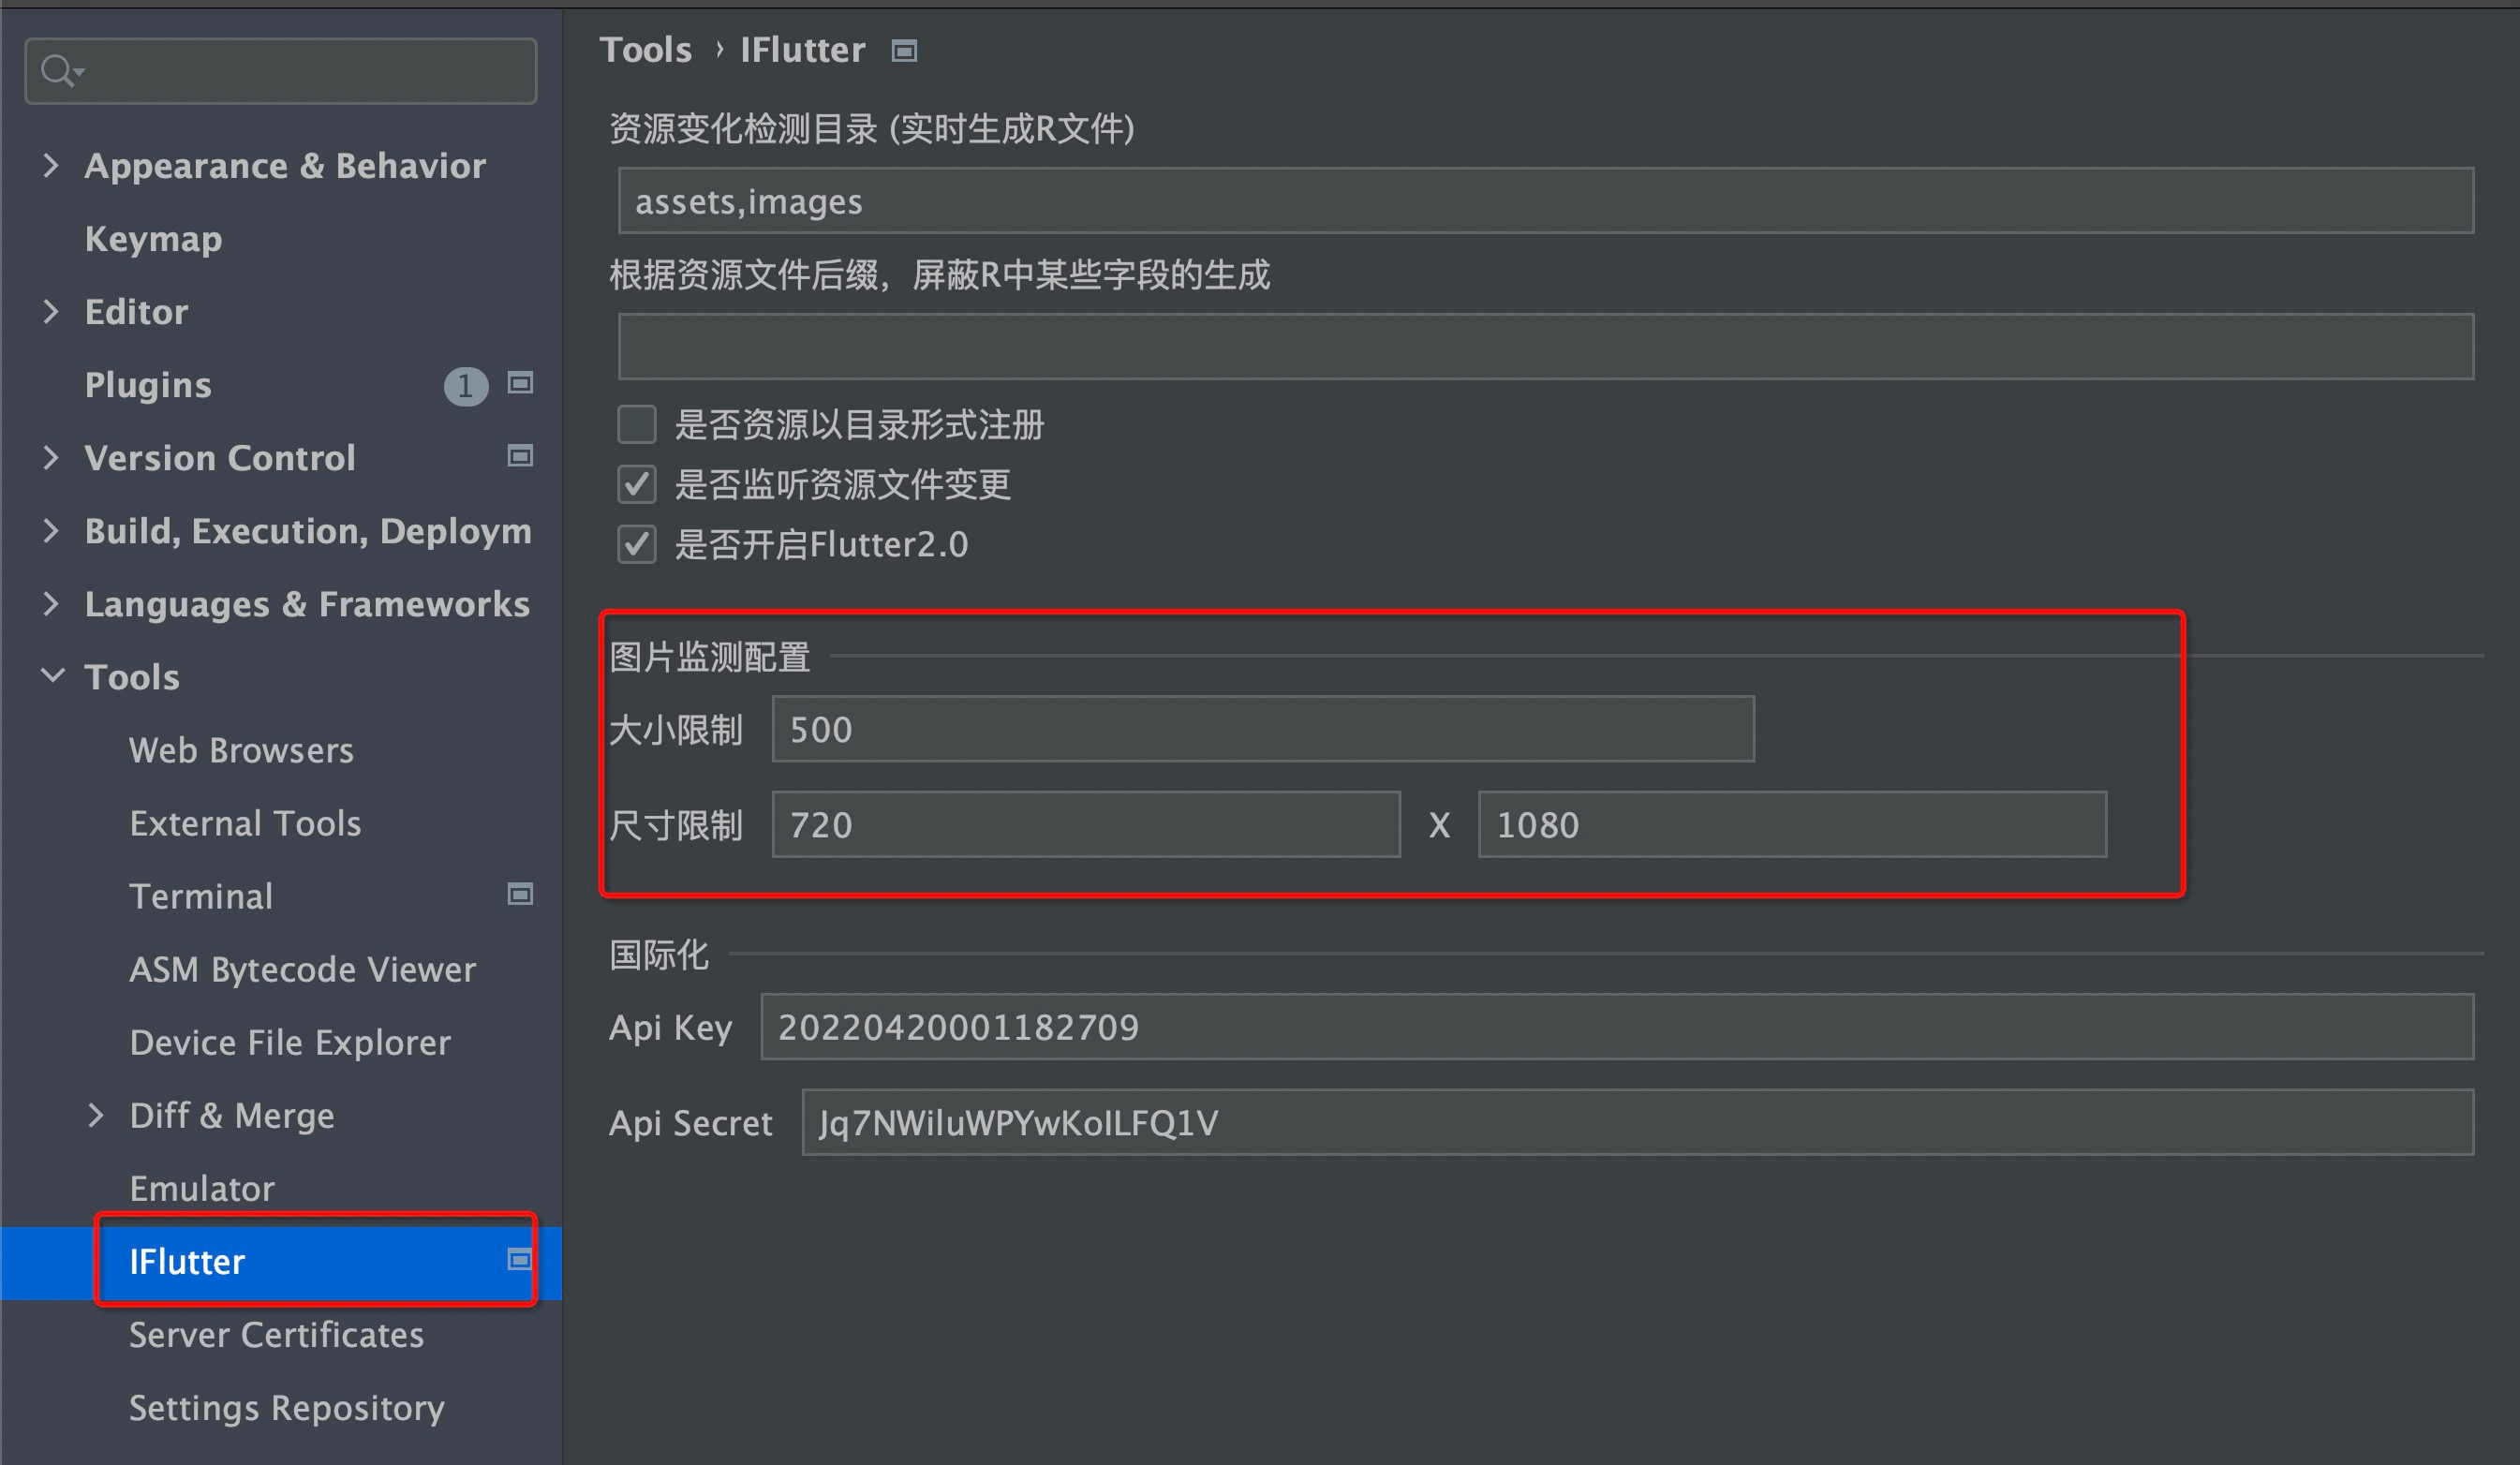 Appearance & Behavior
Keymap
Editor
Plugins 1
Version Control
Build, Execution, Deploym
Languages & Frameworks
Tools
Web Browsers
External Tools
Terminal
ASM Bytecode Viewer
Device File Explorer
Diff & Merge
Emulator
IFlutter
Server Certificates
Settings Repository
Tools › IFlutter
资源变化检测目录 (实时生成R文件)
assets,images
根据资源文件后缀，屏蔽R中某些字段的生成
是否资源以目录形式注册
是否监听资源文件变更
是否开启Flutter2.0
图片监测配置
大小限制 500
尺寸限制 720 X 1080
国际化
Api Key 20220420001182709
Api Secret Jq7NWiluWPYwKoILFQ1V